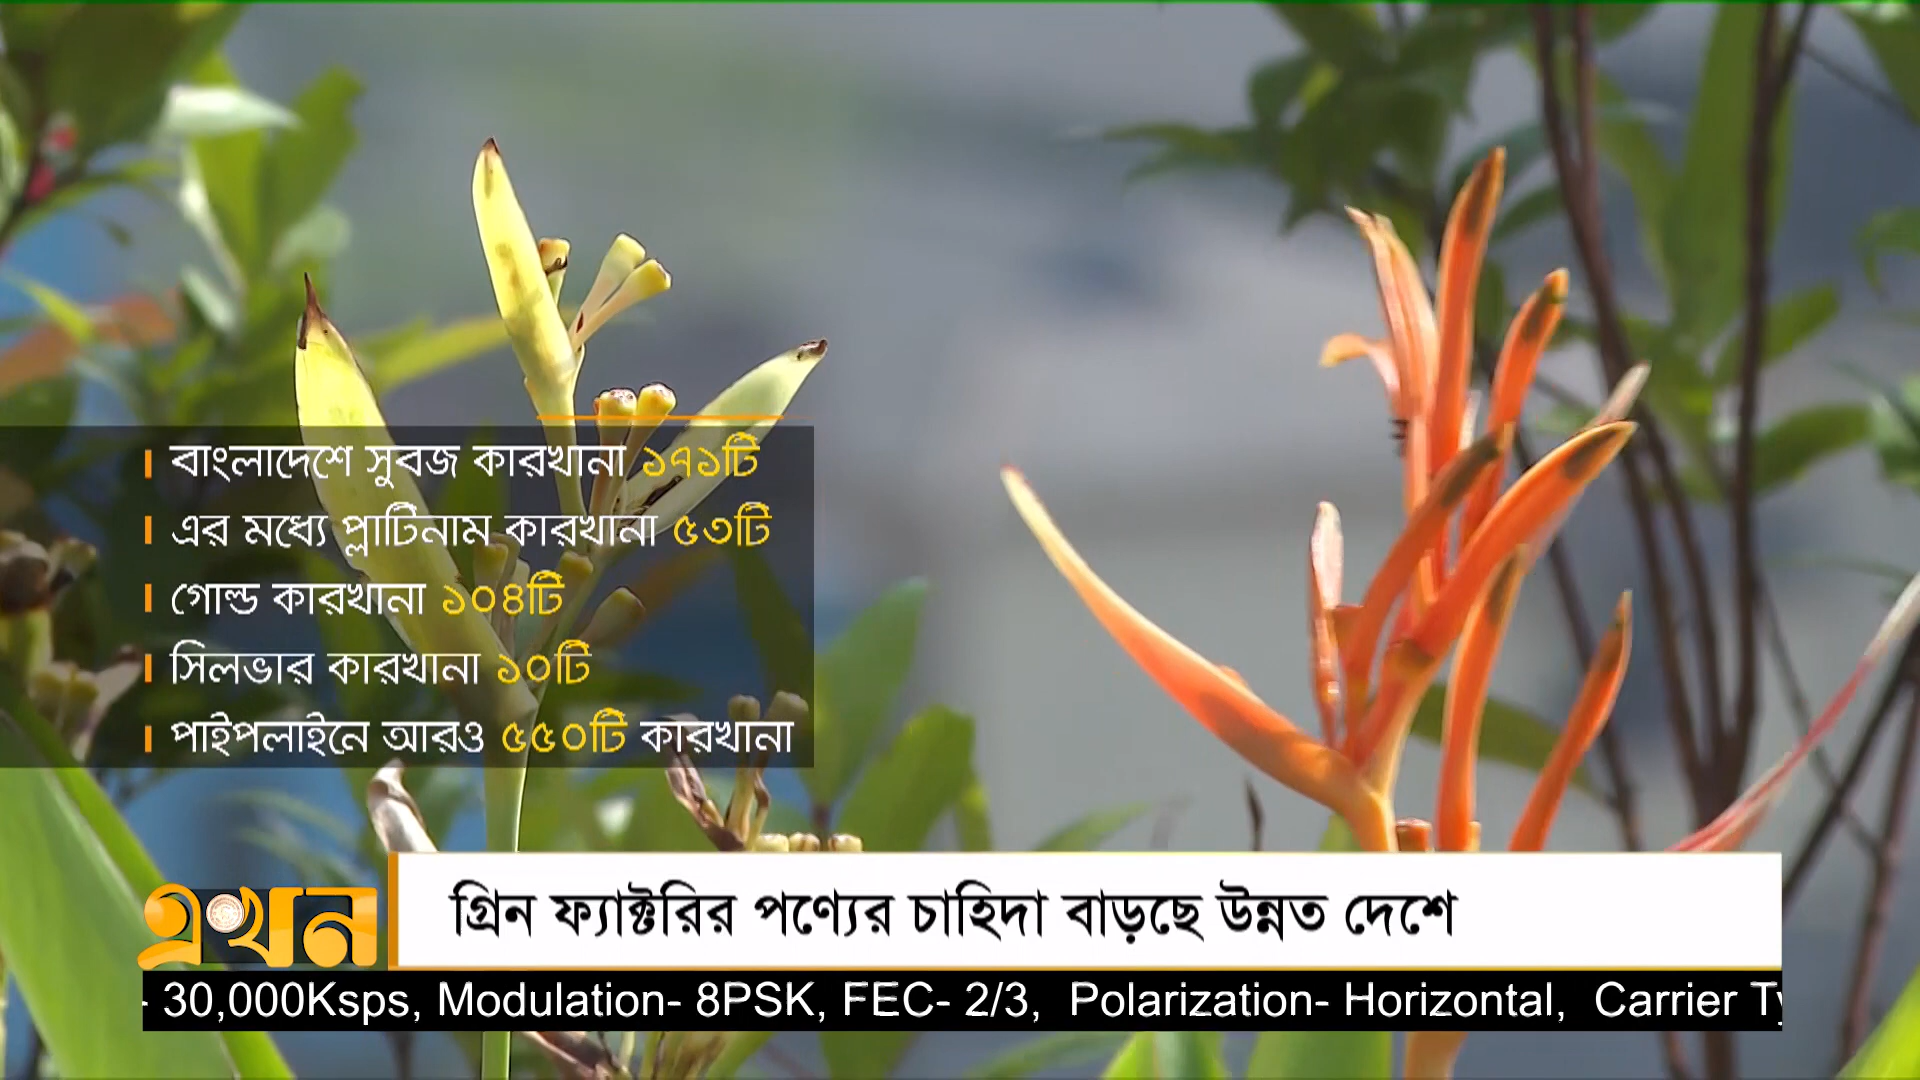 বাংলাদেশে সুবজ কারখানা ১৭১টি
এর মধ্যে প্লাটিনাম কারখানা ৫৩টি
গোল্ড কারখানা ১০৪টি
সিলভার কারখানা ১০টি
পাইপলাইনে আরও ৫৫০টি কারখানা
গ্রিন ফ্যাক্টরির পণ্যের চাহিদা বাড়ছে উন্নত দেশে
এখন
- 30,000Ksps, Modulation- 8PSK, FEC- 2/3, Polarization- Horizontal, Carrier